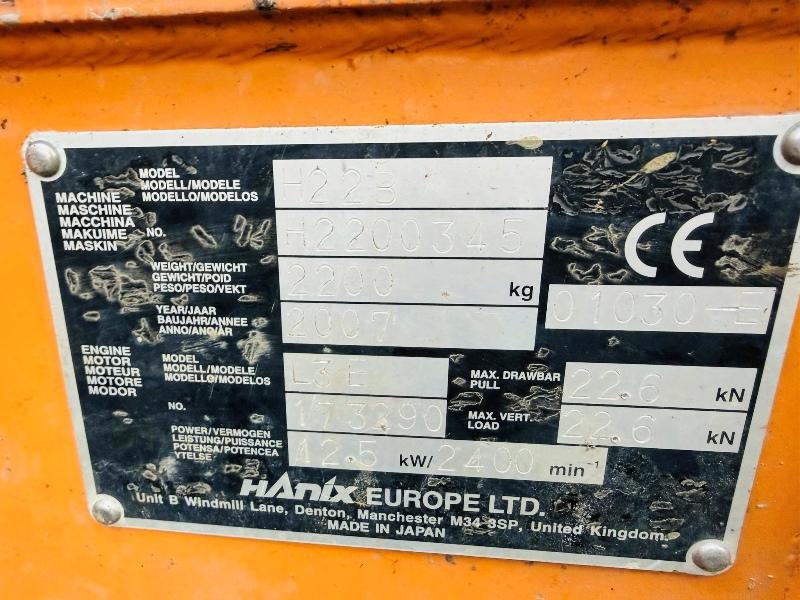 MACHINE
MASCHINE
MACCHINA
MAKUIME
MASKIN
MODEL
MODELL/MODELE
MODELLO/MODELOS
H22B
NO.
H2200345
WEIGHT/GEWICHT
GEWICHT/POID
PESO/PESO/VEKT
2200 kg
YEAR/JAAR
BAUJAHR/ANNEE
ANNO/ANO/ÅR
2007
CE
01030-E
ENGINE
MOTOR
MOTEUR
MOTORE
MODOR
MODEL
MODELL/MODELE
MODELLO/MODELOS
L3E
NO.
173290
POWER/VERMOGEN
LEISTUNG/PUISSANCE
POTENSA/POTENCEA
YTELSE
12.5 kW/2400 min⁻¹
MAX. DRAWBAR
PULL
22.6 kN
MAX. VERT.
LOAD
22.6 kN
HANIX EUROPE LTD.
Unit B Windmill Lane, Denton, Manchester M34 3SP, United Kingdom.
MADE IN JAPAN